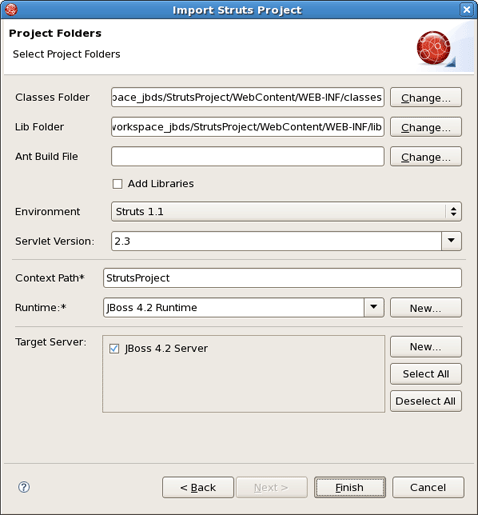 Import Struts Project
Project Folders
Select Project Folders
Classes Folder pace_jbds/StrutsProject/WebContent/WEB-INF/classes Change...
Lib Folder workspace_jbds/StrutsProject/WebContent/WEB-INF/lib Change...
Ant Build File Change...
Add Libraries
Environment Struts 1.1
Servlet Version: 2.3
Context Path* StrutsProject
Runtime:* JBoss 4.2 Runtime New...
Target Server: JBoss 4.2 Server New...
Select All
Deselect All
? < Back Next > Finish Cancel